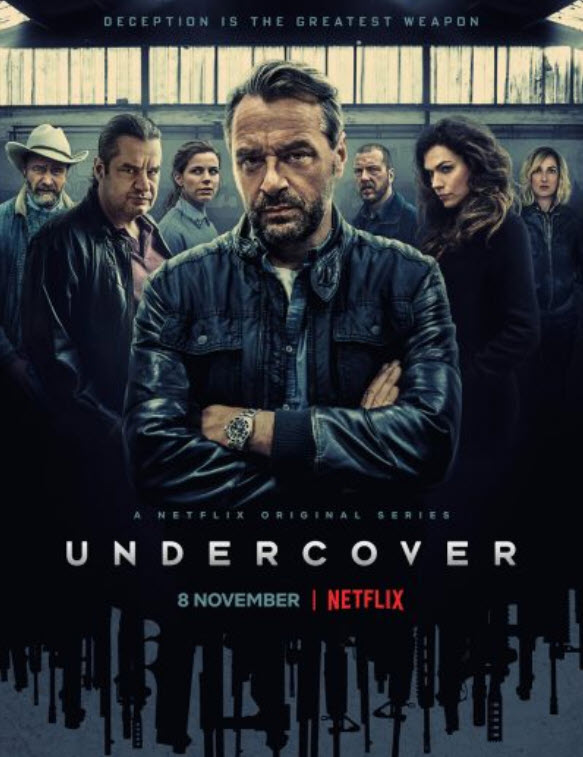 DECEPTION IS THE GREATEST WEAPON
A NETFLIX ORIGINAL SERIES
UNDERCOVER
8 NOVEMBER | NETFLIX